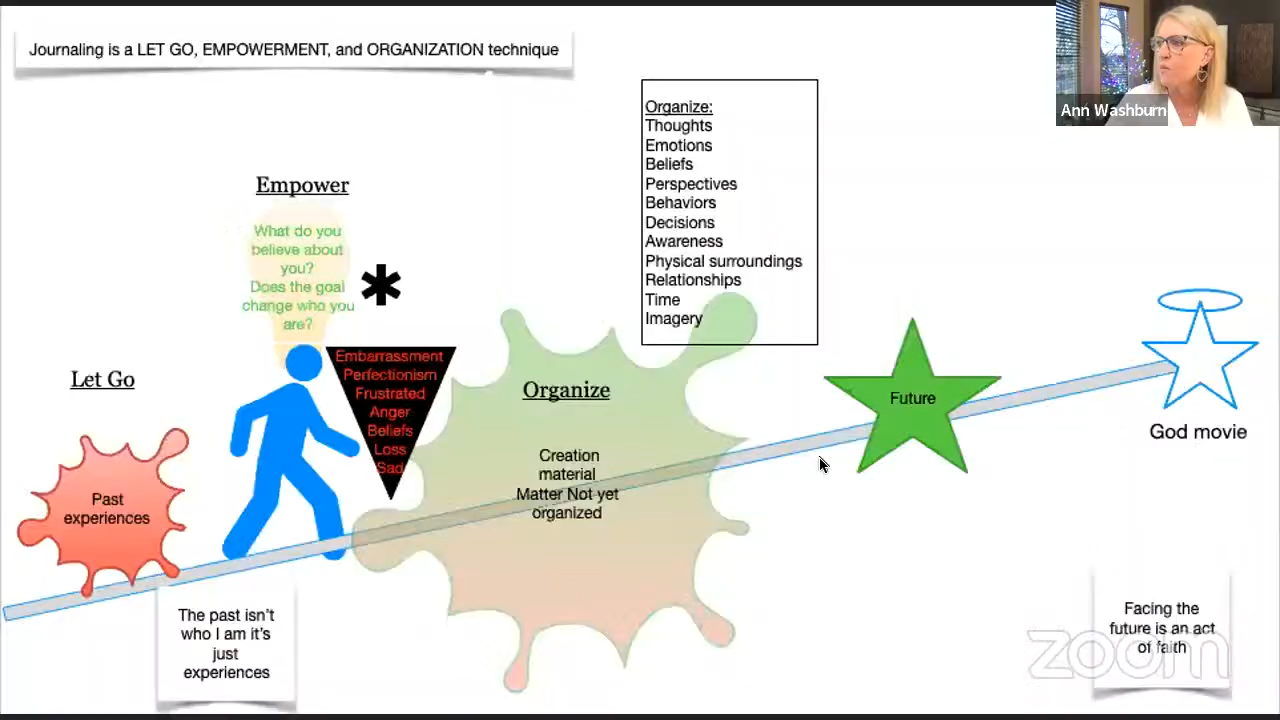 Journaling is a LET GO, EMPOWERMENT, and ORGANIZATION technique
Ann Washburn
Organize:
Thoughts
Emotions
Beliefs
Perspectives
Behaviors
Decisions
Awareness
Physical surroundings
Relationships
Time
Imagery
Empower
What do you
believe about
you?
Does the goal
change who you
are?
*
Embarrassment
Perfectionism
Frustrated
Anger
Beliefs
Loss
Sad
Let Go
Past
experiences
Organize
Creation
material
Matter Not yet
organized
Future
God movie
The past isn't
who I am it's
just
experiences
Facing the
future is an act
of faith
zoom